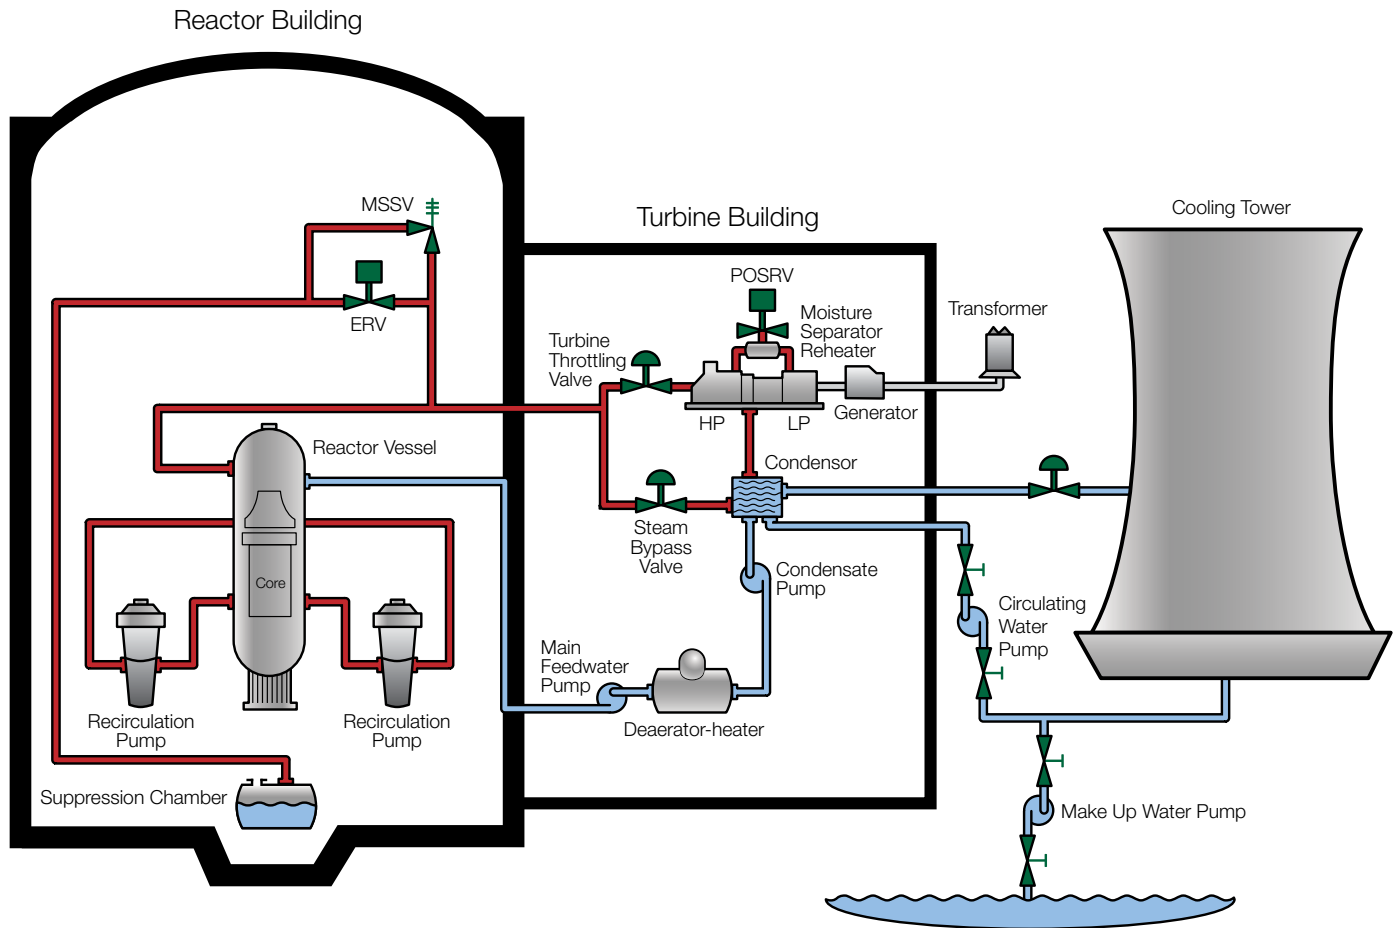 Reactor Building
MSSV
ERV
Reactor Vessel
Core
Recirculation
Pump
Recirculation
Pump
Suppression Chamber
Turbine Building
POSRV
Moisture
Separator
Reheater
Turbine
Throttling
Valve
HP
LP
Generator
Transformer
Condensor
Steam
Bypass
Valve
Condensate
Pump
Main
Feedwater
Pump
Deaerator-heater
Cooling Tower
Circulating
Water
Pump
Make Up Water Pump